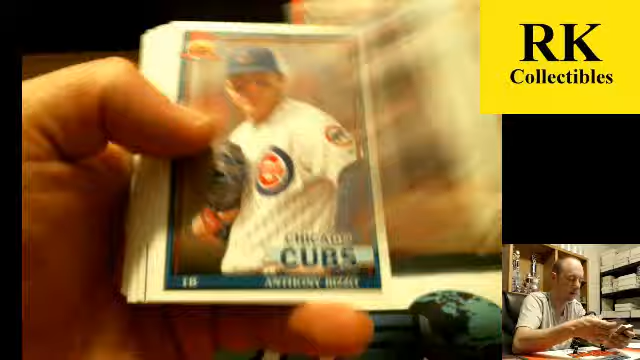 RK
Collectibles
CHICAGO
CUBS
1B
ANTHONY RIZZO